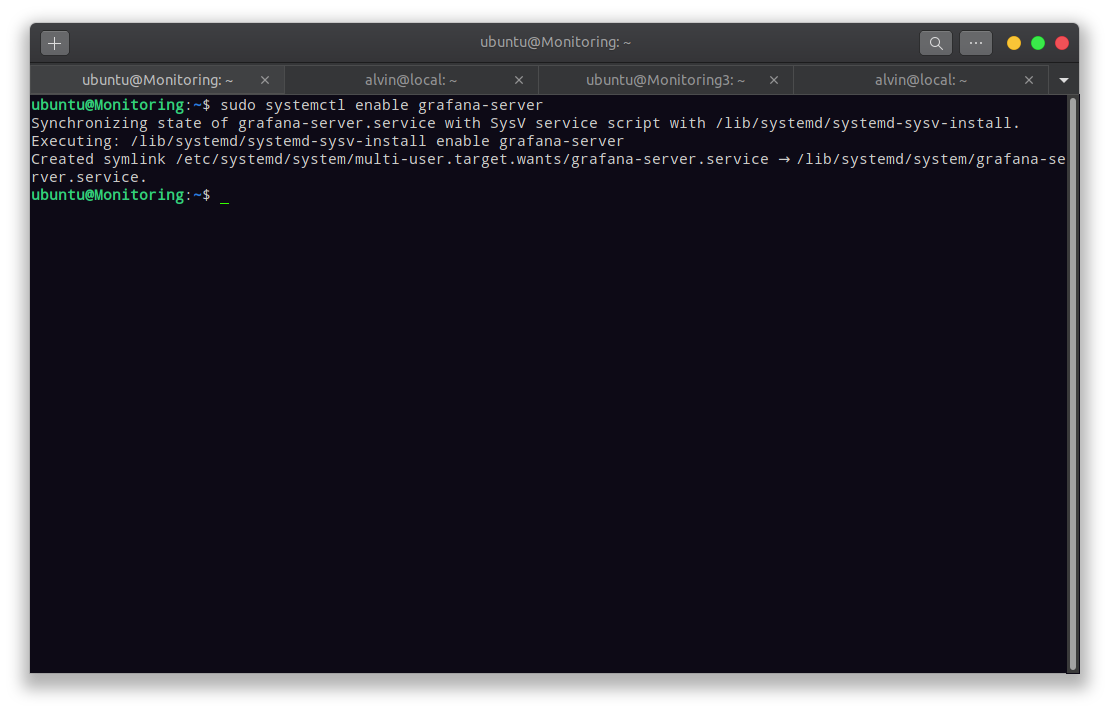 ubuntu@Monitoring: ~
ubuntu@Monitoring: ~
alvin@local: ~
ubuntu@Monitoring3: ~
alvin@local: ~
ubuntu@Monitoring:~$ sudo systemctl enable grafana-server
Synchronizing state of grafana-server.service with SysV service script with /lib/systemd/systemd-sysv-install.
Executing: /lib/systemd/systemd-sysv-install enable grafana-server
Created symlink /etc/systemd/system/multi-user.target.wants/grafana-server.service → /lib/systemd/system/grafana-se
rver.service.
ubuntu@Monitoring:~$ _